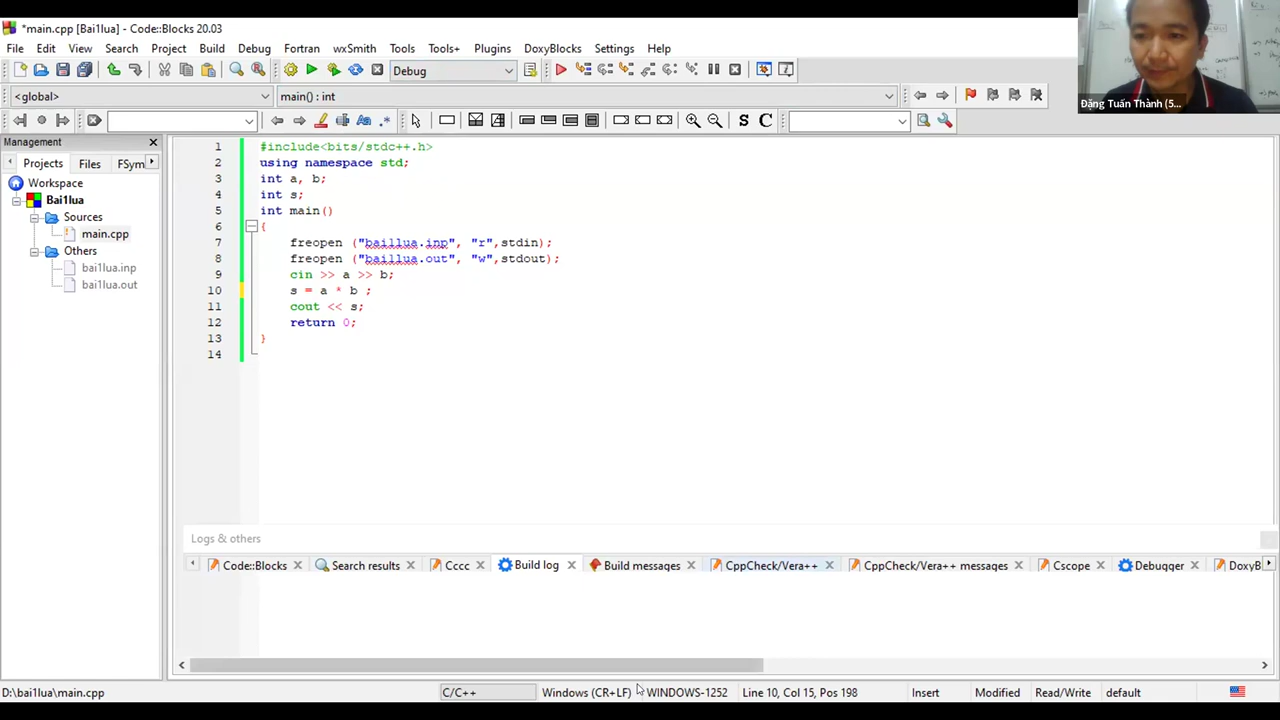 *main.cpp [Bai1lua] - Code::Blocks 20.03
File Edit View Search Project Build Debug Fortran wxSmith Tools Tools+ Plugins DoxyBlocks Settings Help
Debug
<global> main() : int
Đặng Tuấn Thành (5...
S C
Management
Projects Files FSym
Workspace
Bai1lua
Sources
main.cpp
Others
bai1lua.inp
bai1lua.out
1 #include<bits/stdc++.h>
2 using namespace std;
3 int a, b;
4 int s;
5 int main()
6 {
7 freopen ("bai1lua.inp", "r",stdin);
8 freopen ("bai1lua.out", "w",stdout);
9 cin >> a >> b;
10 s = a * b ;
11 cout << s;
12 return 0;
13 }
14
Logs & others
Code::Blocks Search results Cccc Build log Build messages CppCheck/Vera++ CppCheck/Vera++ messages Cscope Debugger DoxyB
D:\bai1lua\main.cpp C/C++ Windows (CR+LF) WINDOWS-1252 Line 10, Col 15, Pos 198 Insert Modified Read/Write default